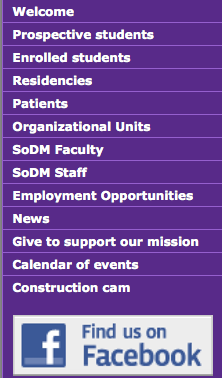 Welcome
Prospective students
Enrolled students
Residencies
Patients
Organizational Units
SoDM Faculty
SoDM Staff
Employment Opportunities
News
Give to support our mission
Calendar of events
Construction cam
f
Find us on
Facebook